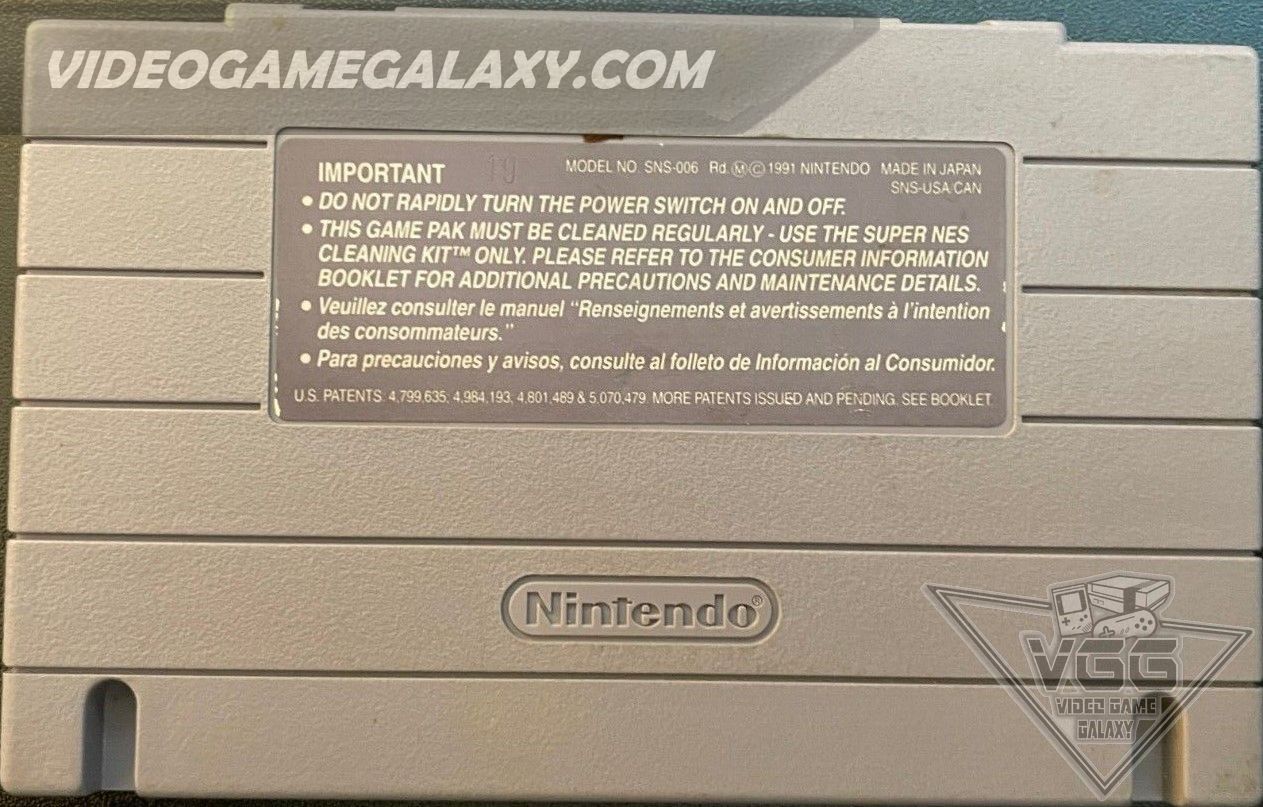 VIDEOGAMEGALAXY.COM
IMPORTANT 19 MODEL NO. SNS-006 Rd. Ⓜ©1991 NINTENDO MADE IN JAPAN
SNS-USA/CAN
• DO NOT RAPIDLY TURN THE POWER SWITCH ON AND OFF.
• THIS GAME PAK MUST BE CLEANED REGULARLY - USE THE SUPER NES
CLEANING KIT™ ONLY. PLEASE REFER TO THE CONSUMER INFORMATION
BOOKLET FOR ADDITIONAL PRECAUTIONS AND MAINTENANCE DETAILS.
• Veuillez consulter le manuel "Renseignements et avertissements à l'intention
des consommateurs."
• Para precauciones y avisos, consulte al folleto de Información al Consumidor.
U.S. PATENTS: 4,799,635; 4,984,193; 4,801,489 & 5,070,479. MORE PATENTS ISSUED AND PENDING. SEE BOOKLET
Nintendo®
VGG
VIDEO GAME
GALAXY